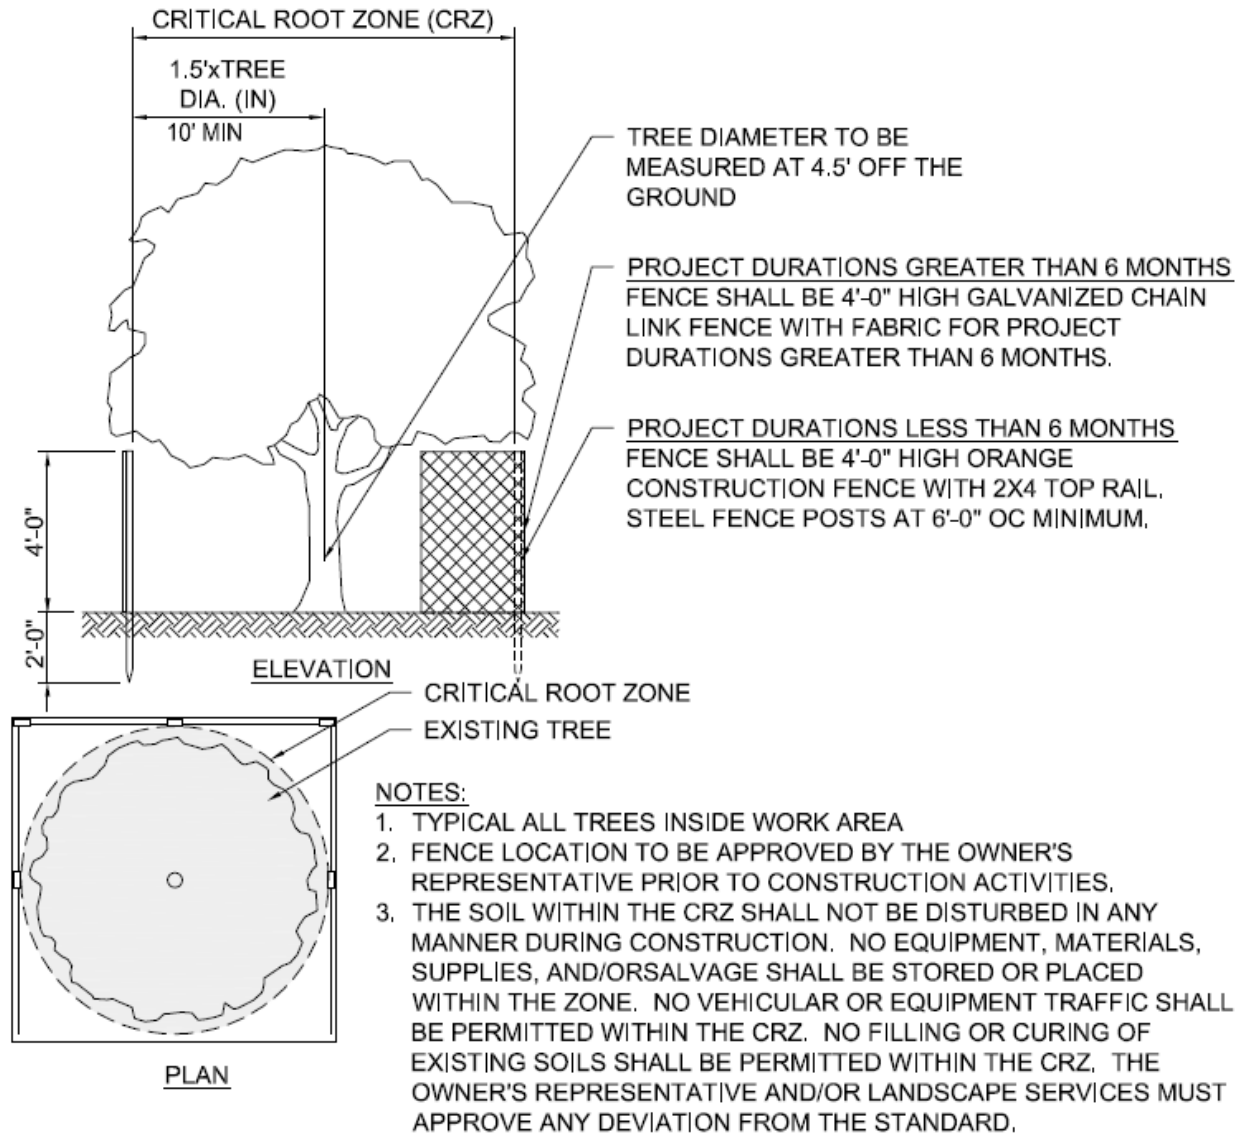 CRITICAL ROOT ZONE (CRZ)
1.5'xTREE
DIA. (IN)
10' MIN
TREE DIAMETER TO BE
MEASURED AT 4.5' OFF THE
GROUND
PROJECT DURATIONS GREATER THAN 6 MONTHS
FENCE SHALL BE 4'-0" HIGH GALVANIZED CHAIN
LINK FENCE WITH FABRIC FOR PROJECT
DURATIONS GREATER THAN 6 MONTHS.
PROJECT DURATIONS LESS THAN 6 MONTHS
FENCE SHALL BE 4'-0" HIGH ORANGE
CONSTRUCTION FENCE WITH 2X4 TOP RAIL,
STEEL FENCE POSTS AT 6'-0" OC MINIMUM.
4'-0"
2'-0"
ELEVATION
CRITICAL ROOT ZONE
EXISTING TREE
PLAN
NOTES:
1. TYPICAL ALL TREES INSIDE WORK AREA
2. FENCE LOCATION TO BE APPROVED BY THE OWNER'S
REPRESENTATIVE PRIOR TO CONSTRUCTION ACTIVITIES.
3. THE SOIL WITHIN THE CRZ SHALL NOT BE DISTURBED IN ANY
MANNER DURING CONSTRUCTION. NO EQUIPMENT, MATERIALS,
SUPPLIES, AND/ORSALVAGE SHALL BE STORED OR PLACED
WITHIN THE ZONE. NO VEHICULAR OR EQUIPMENT TRAFFIC SHALL
BE PERMITTED WITHIN THE CRZ. NO FILLING OR CURING OF
EXISTING SOILS SHALL BE PERMITTED WITHIN THE CRZ. THE
OWNER'S REPRESENTATIVE AND/OR LANDSCAPE SERVICES MUST
APPROVE ANY DEVIATION FROM THE STANDARD.